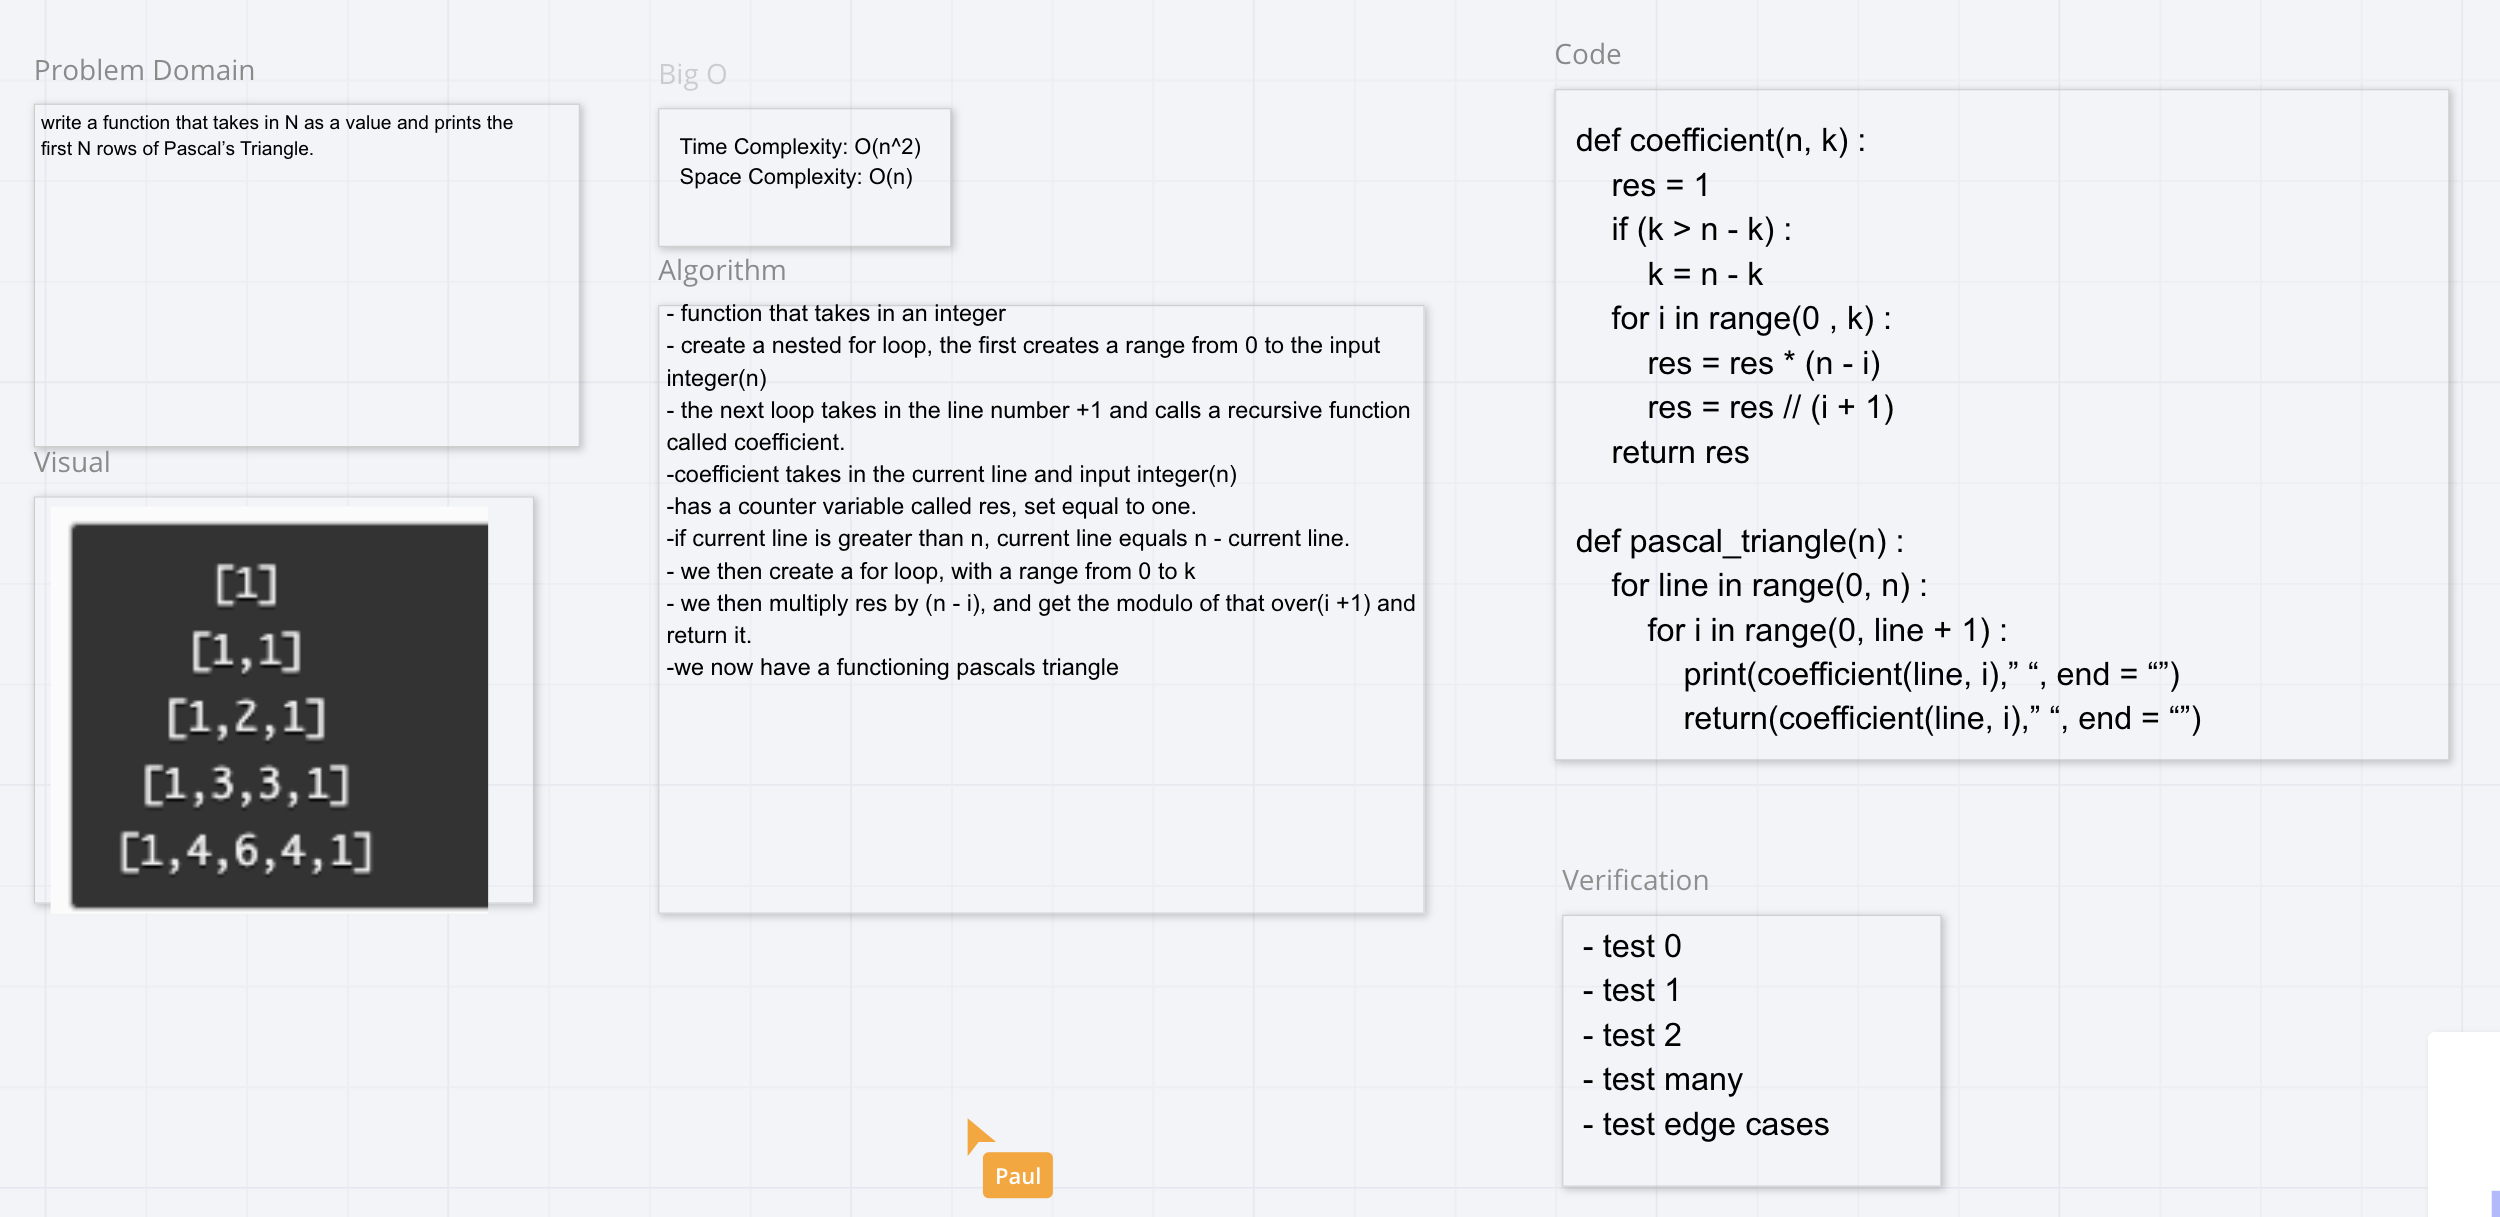 Problem Domain
write a function that takes in N as a value and prints the
first N rows of Pascal's Triangle.
Visual
[1]
[1,1]
[1,2,1]
[1,3,3,1]
[1,4,6,4,1]
Big O
Time Complexity: O(n^2)
Space Complexity: O(n)
Algorithm
- function that takes in an integer
- create a nested for loop, the first creates a range from 0 to the input
integer(n)
- the next loop takes in the line number +1 and calls a recursive function
called coefficient.
-coefficient takes in the current line and input integer(n)
-has a counter variable called res, set equal to one.
-if current line is greater than n, current line equals n - current line.
- we then create a for loop, with a range from 0 to k
- we then multiply res by (n - i), and get the modulo of that over(i +1) and
return it.
-we now have a functioning pascals triangle
Code
def coefficient(n, k) :
    res = 1
    if (k > n - k) :
        k = n - k
    for i in range(0 , k) :
        res = res * (n - i)
        res = res // (i + 1)
    return res
def pascal_triangle(n) :
    for line in range(0, n) :
        for i in range(0, line + 1) :
            print(coefficient(line, i),” “, end = “”)
            return(coefficient(line, i),” “, end = “”)
Verification
- test 0
- test 1
- test 2
- test many
- test edge cases
Paul